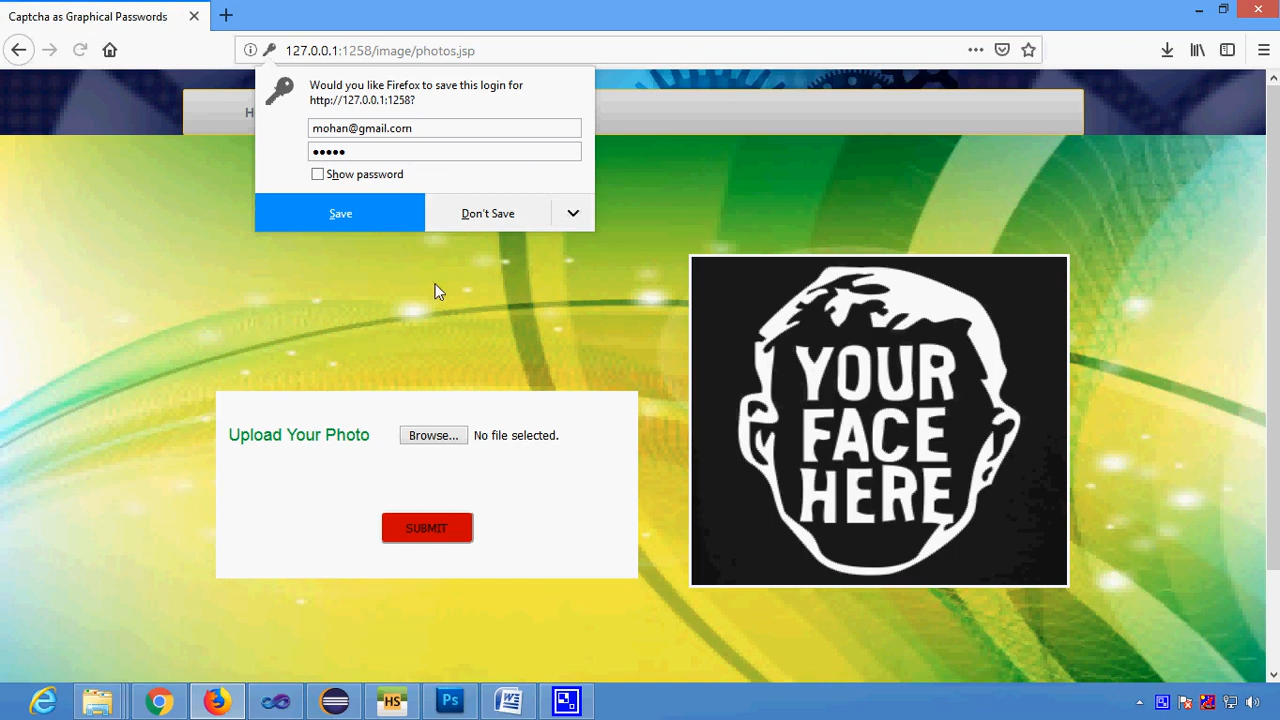 Captcha as Graphical Passwords
127.0.0.1:1258/image/photos.jsp
Would you like Firefox to save this login for
http://127.0.0.1:1258?
H
mohan@gmail.com
Show password
Save
Don't Save
YOUR
FACE
HERE
Upload Your Photo
Browse...
No file selected.
SUBMIT
HS
Ps
W